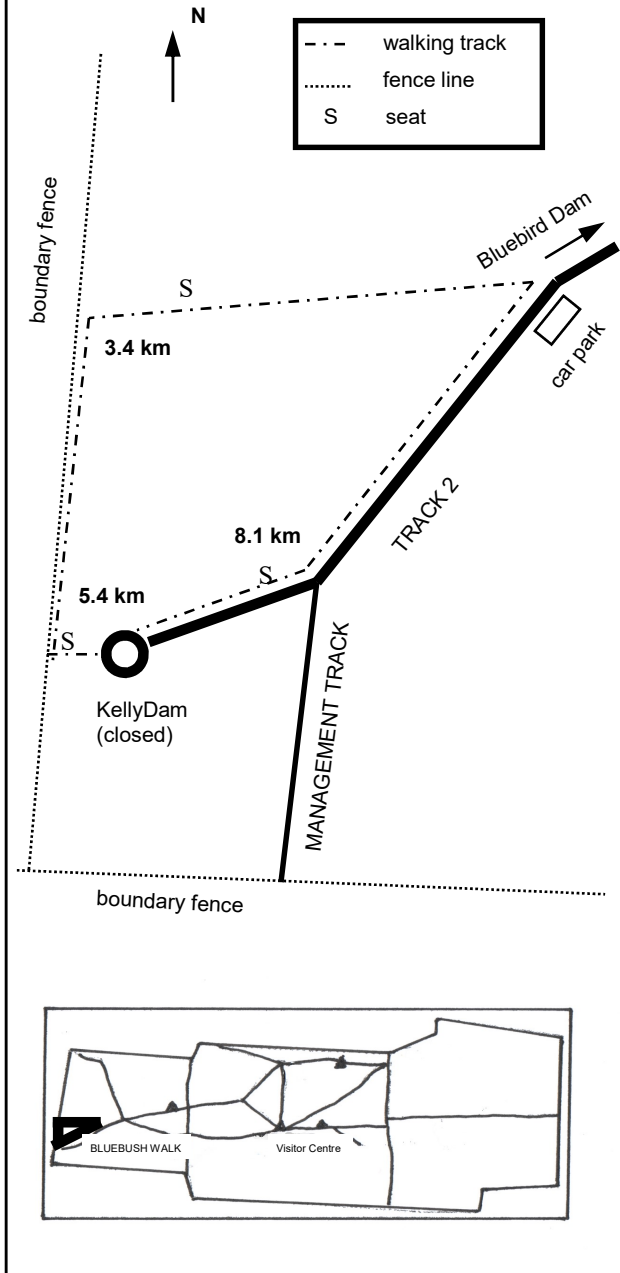 N
walking track
fence line
S seat
boundary fence
Bluebird Dam
S
3.4 km
car park
TRACK 2
8.1 km
S
5.4 km
S
KellyDam
(closed)
MANAGEMENT TRACK
boundary fence
BLUEBUSH WALK
Visitor Centre